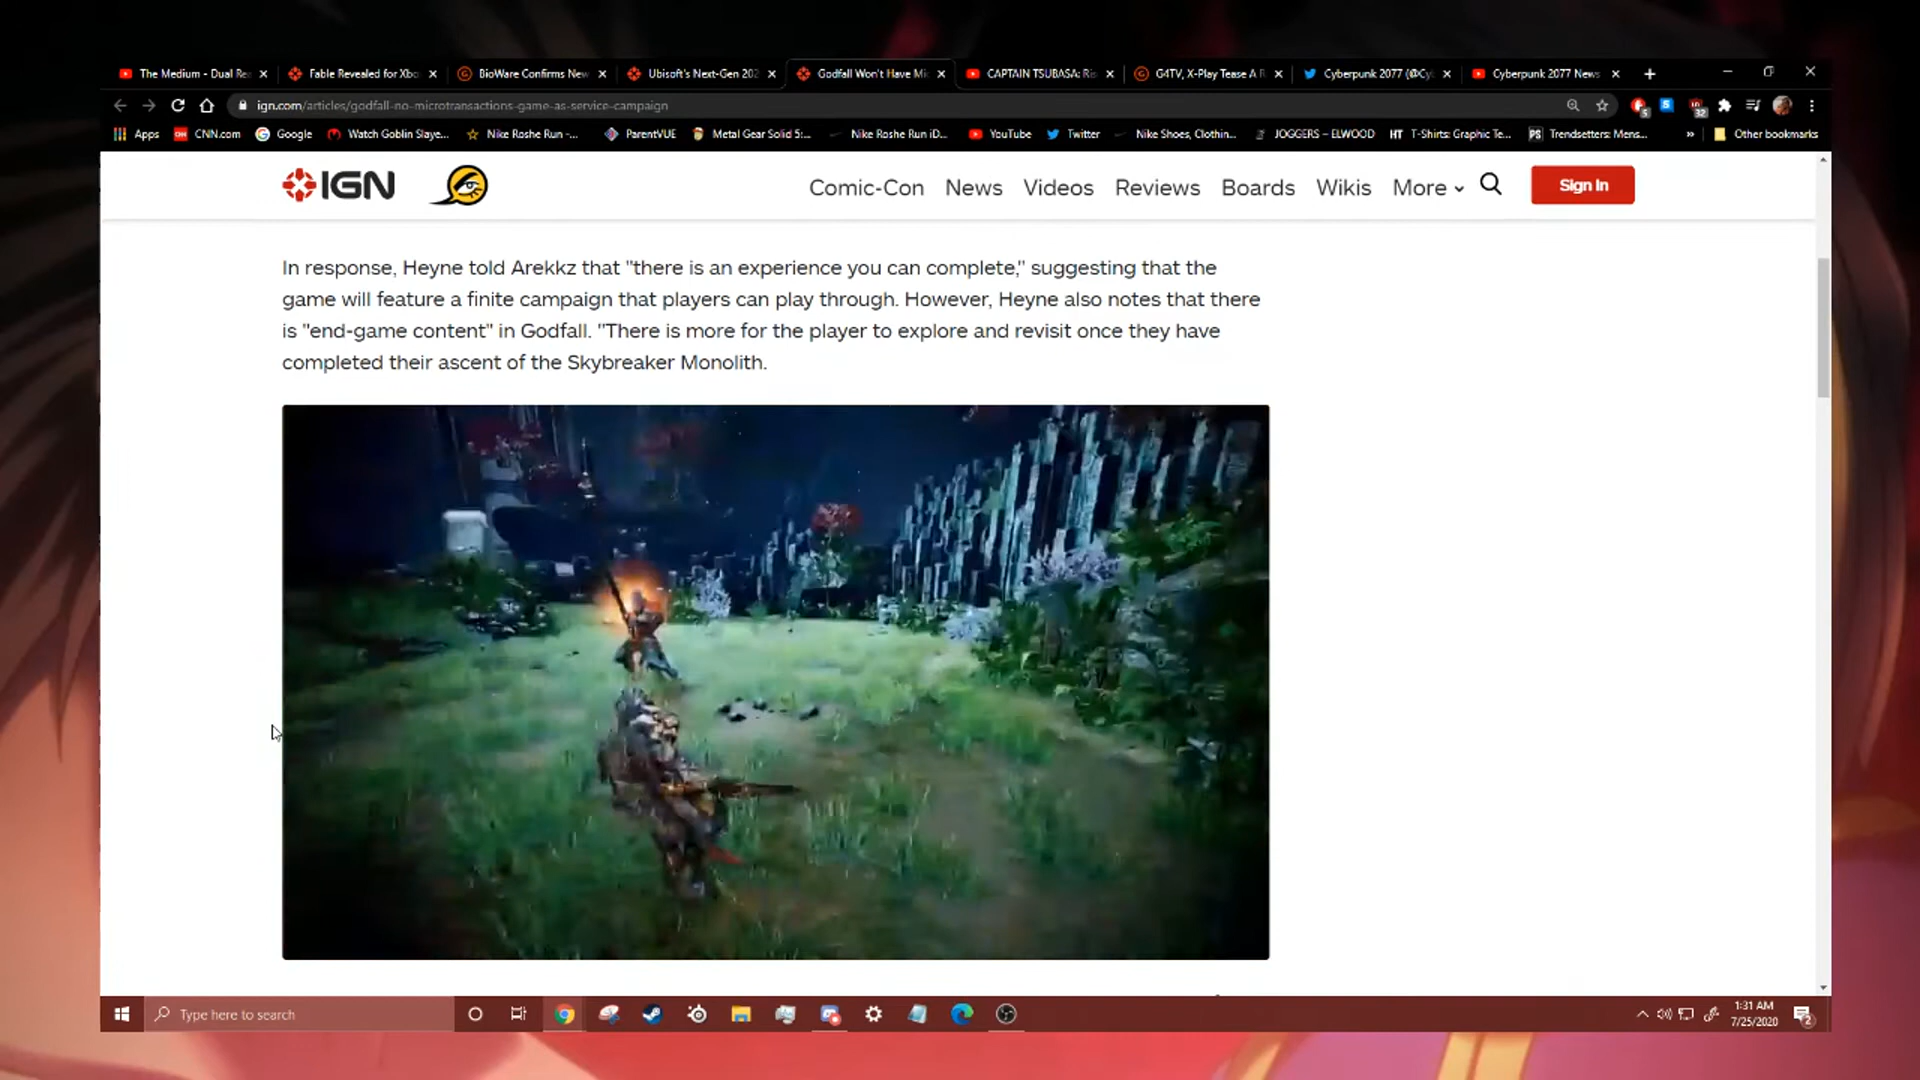 The Medium - Dual Re
Fable Revealed for Xbo
BioWare Confirms New
Ubisoft's Next-Gen 202
Godfall Won't Have Mi
CAPTAIN TSUBASA: Ris
G4TV, X-Play Tease A R
Cyberpunk 2077 (@Cy
Cyberpunk 2077 News
ign.com/articles/godfall-no-microtransactions-game-as-service-campaign
5
32
Apps
CNN.com
Google
Watch Goblin Slaye...
Nike Roshe Run -...
ParentVUE
Metal Gear Solid 5:...
Nike Roshe Run iD...
YouTube
Twitter
Nike Shoes, Clothin...
JOGGERS – ELWOOD
HT T-Shirts: Graphic Te...
PS Trendsetters: Mens...
»
Other bookmarks
IGN
Comic-Con
News
Videos
Reviews
Boards
Wikis
More
Sign In
In response, Heyne told Arekkz that "there is an experience you can complete," suggesting that the
game will feature a finite campaign that players can play through. However, Heyne also notes that there
is "end-game content" in Godfall. "There is more for the player to explore and revisit once they have
completed their ascent of the Skybreaker Monolith.
Type here to search
1:31 AM
7/25/2020
2